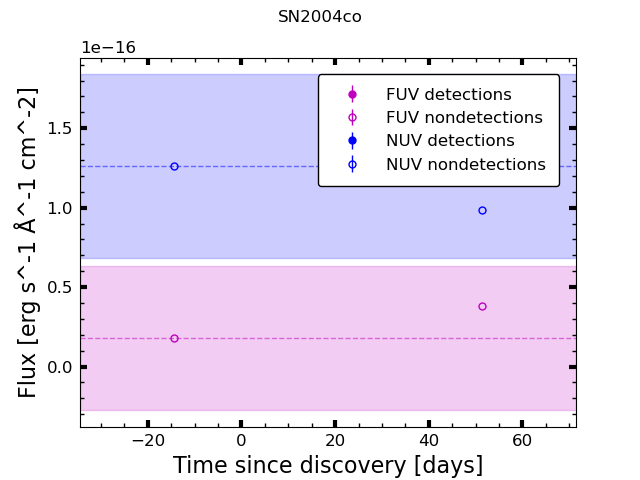 SN2004co
1e−16
FUV detections
FUV nondetections
NUV detections
NUV nondetections
1.5
1.0
0.5
0.0
Flux [erg s^-1 Å^-1 cm^-2]
−20 0 20 40 60
Time since discovery [days]